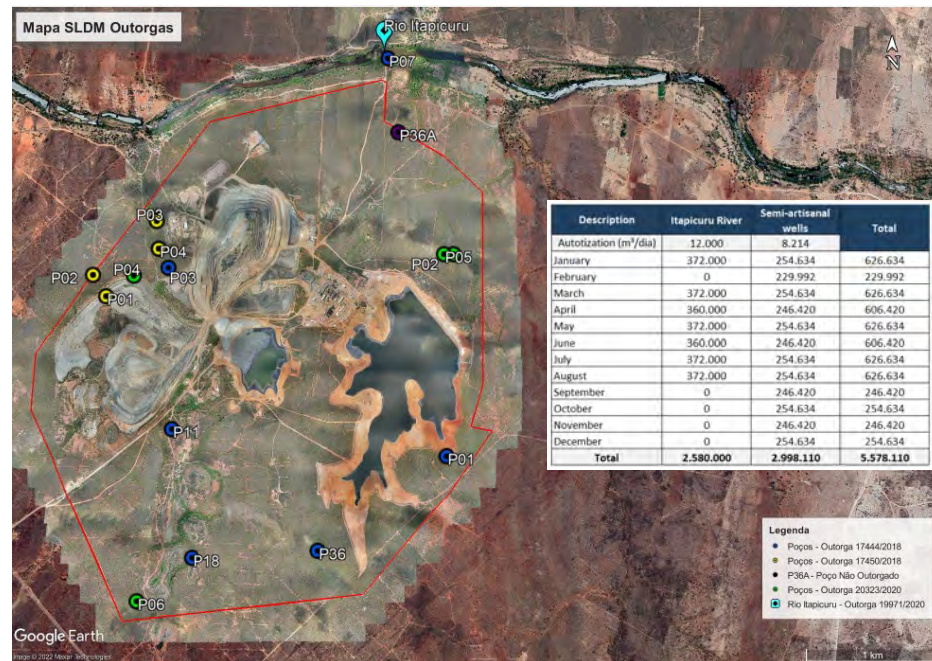 Mapa SLDM Outorgas
Rio Itapicuru
P07
N
P36A
P03
P04
P02 P04 P03
P01
P02 P05
P11
P01
P18
P36
P06
Description Itapicuru River Semi-artisanal wells Total
Autotization (m³/dia) 12.000 8.214
January 372.000 254.634 626.634
February 0 229.992 229.992
March 372.000 254.634 626.634
April 360.000 246.420 606.420
May 372.000 254.634 626.634
June 360.000 246.420 606.420
July 372.000 254.634 626.634
August 372.000 254.634 626.634
September 0 246.420 246.420
October 0 254.634 254.634
November 0 246.420 246.420
December 0 254.634 254.634
Total 2.580.000 2.998.110 5.578.110
Legenda
Poços - Outorga 17444/2018
Poços - Outorga 17450/2018
P36A - Poço Não Outorgado
Poços - Outorga 20323/2020
Rio Itapicuru - Outorga 19971/2020
Google Earth
Image © 2022 Maxar Technologies
1 km